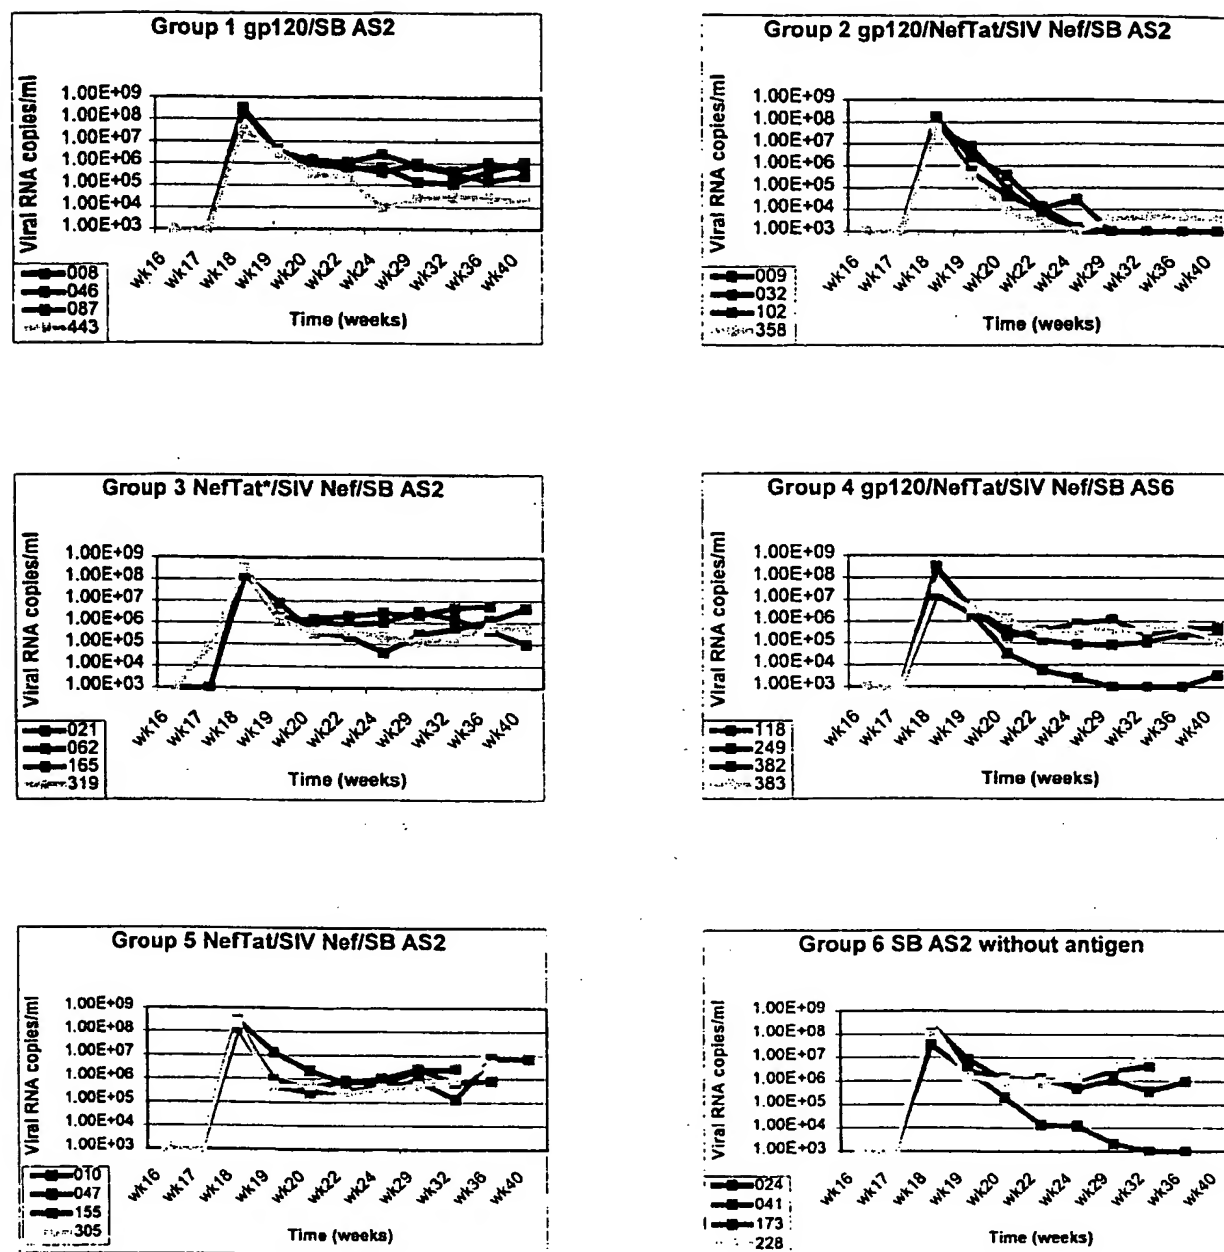 Group 1 gp120/SB AS2
Viral RNA copies/ml
1.00E+09
1.00E+08
1.00E+07
1.00E+06
1.00E+05
1.00E+04
1.00E+03
wk16
wk17
wk18
wk19
wk20
wk22
wk24
wk29
wk32
wk36
wk40
008
046
087
443
Time (weeks)
Group 2 gp120/NefTat/SIV Nef/SB AS2
Viral RNA copies/ml
1.00E+09
1.00E+08
1.00E+07
1.00E+06
1.00E+05
1.00E+04
1.00E+03
wk16
wk17
wk18
wk19
wk20
wk22
wk24
wk29
wk32
wk36
wk40
009
032
102
358
Time (weeks)
Group 3 NefTat*/SIV Nef/SB AS2
Viral RNA copies/ml
1.00E+09
1.00E+08
1.00E+07
1.00E+06
1.00E+05
1.00E+04
1.00E+03
wk16
wk17
wk18
wk19
wk20
wk22
wk24
wk29
wk32
wk36
wk40
021
062
165
319
Time (weeks)
Group 4 gp120/NefTat/SIV Nef/SB AS6
Viral RNA copies/ml
1.00E+09
1.00E+08
1.00E+07
1.00E+06
1.00E+05
1.00E+04
1.00E+03
wk16
wk17
wk18
wk19
wk20
wk22
wk24
wk29
wk32
wk36
wk40
118
249
382
383
Time (weeks)
Group 5 NefTat/SIV Nef/SB AS2
Viral RNA copies/ml
1.00E+09
1.00E+08
1.00E+07
1.00E+06
1.00E+05
1.00E+04
1.00E+03
wk16
wk17
wk18
wk19
wk20
wk22
wk24
wk29
wk32
wk36
wk40
010
047
155
305
Time (weeks)
Group 6 SB AS2 without antigen
Viral RNA copies/ml
1.00E+09
1.00E+08
1.00E+07
1.00E+06
1.00E+05
1.00E+04
1.00E+03
wk16
wk17
wk18
wk19
wk20
wk22
wk24
wk29
wk32
wk36
wk40
024
041
173
228
Time (weeks)